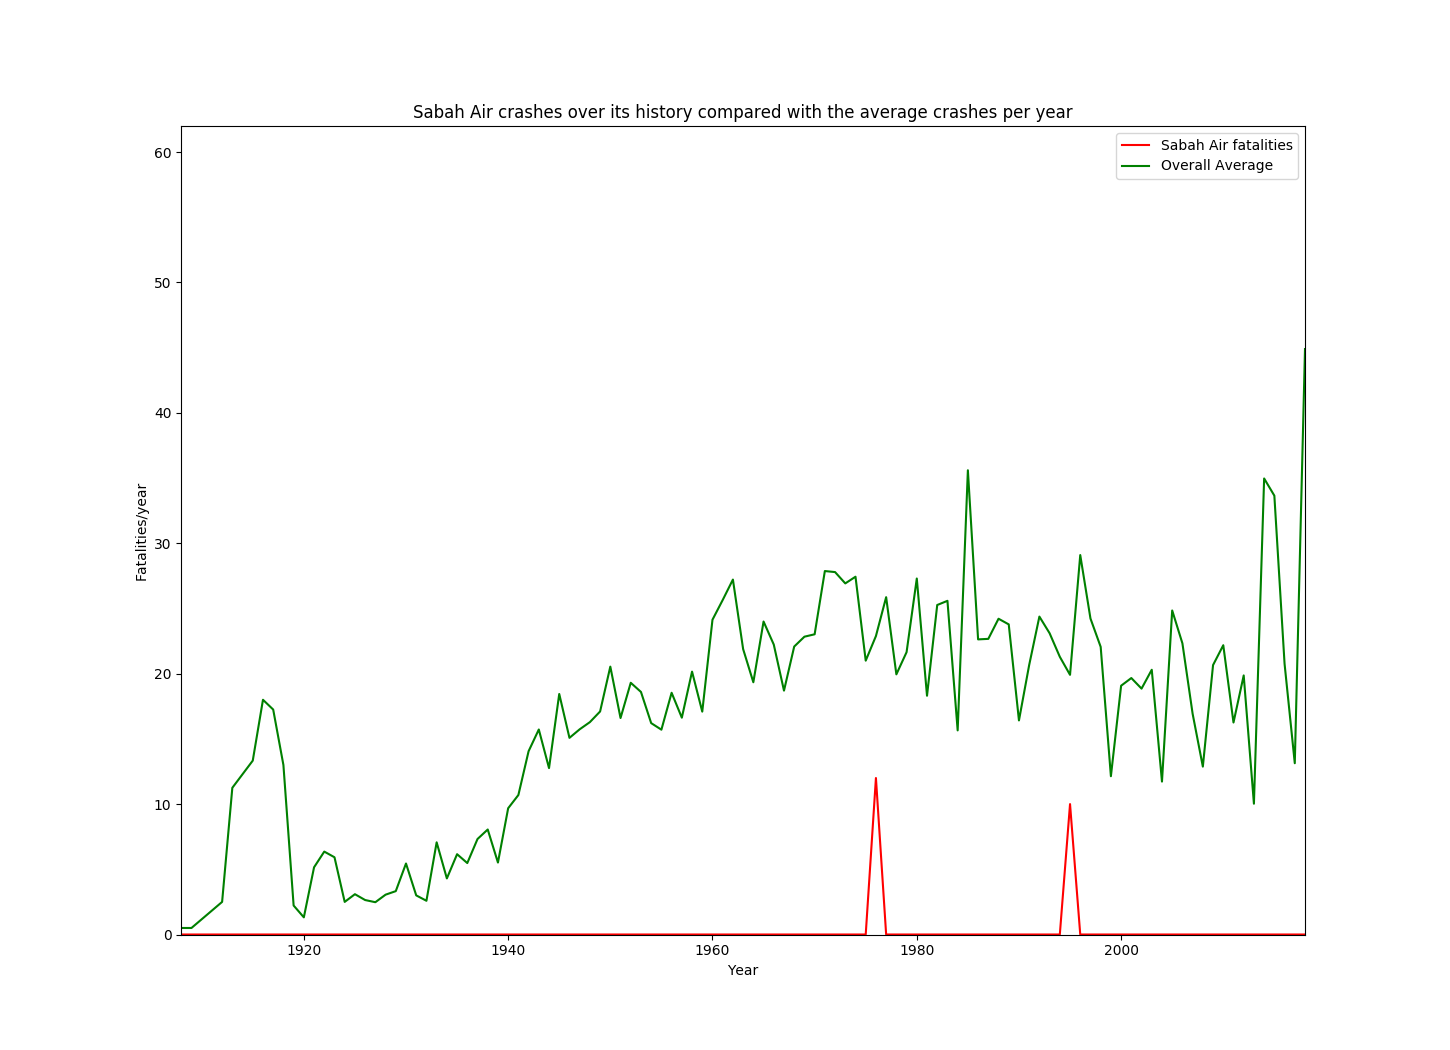 Sabah Air crashes over its history compared with the average crashes per year
Sabah Air fatalities
Overall Average
60
50
40
30
20
10
0
Fatalities/year
1920 1940 1960 1980 2000
Year